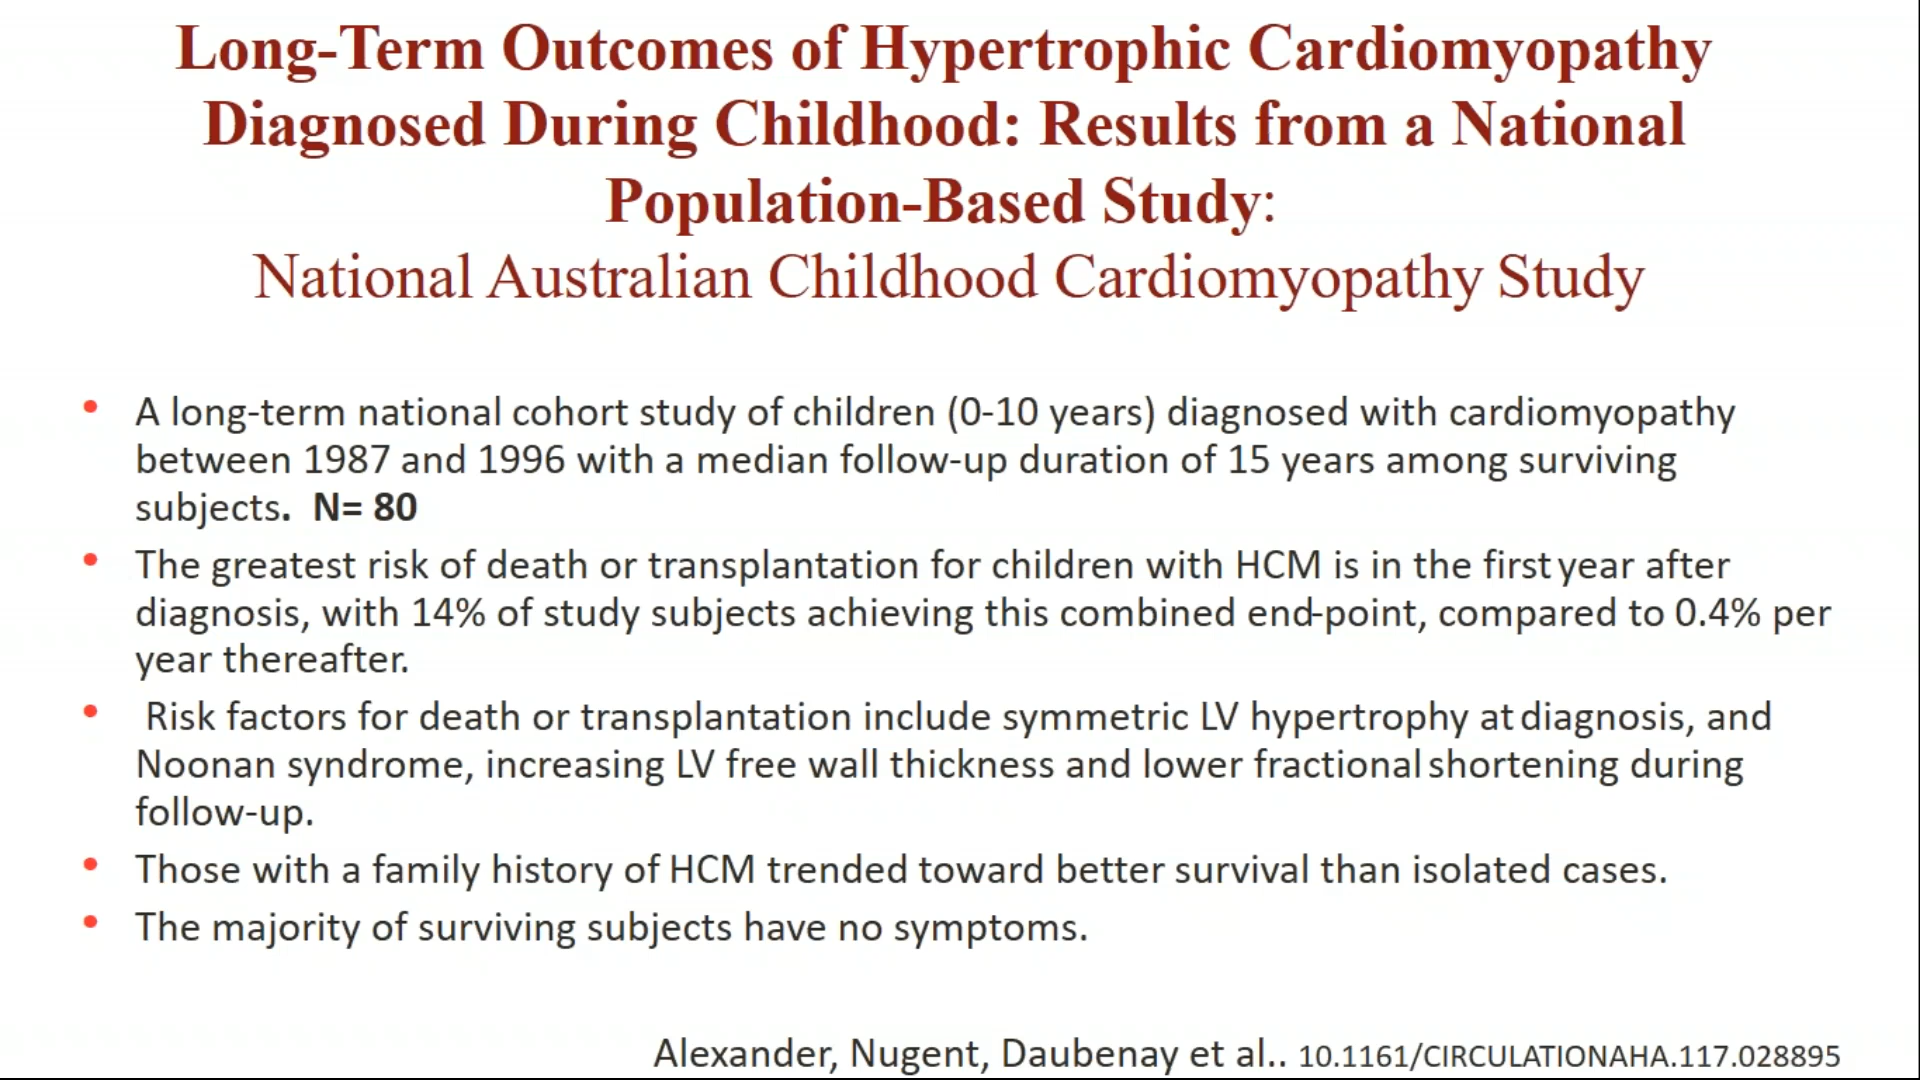 Long-Term Outcomes of Hypertrophic Cardiomyopathy
Diagnosed During Childhood: Results from a National
Population-Based Study:
National Australian Childhood Cardiomyopathy Study
• A long-term national cohort study of children (0-10 years) diagnosed with cardiomyopathy
between 1987 and 1996 with a median follow-up duration of 15 years among surviving
subjects. N= 80
• The greatest risk of death or transplantation for children with HCM is in the first year after
diagnosis, with 14% of study subjects achieving this combined end-point, compared to 0.4% per
year thereafter.
• Risk factors for death or transplantation include symmetric LV hypertrophy at diagnosis, and
Noonan syndrome, increasing LV free wall thickness and lower fractional shortening during
follow-up.
• Those with a family history of HCM trended toward better survival than isolated cases.
• The majority of surviving subjects have no symptoms.
Alexander, Nugent, Daubenay et al.. 10.1161/CIRCULATIONAHA.117.028895